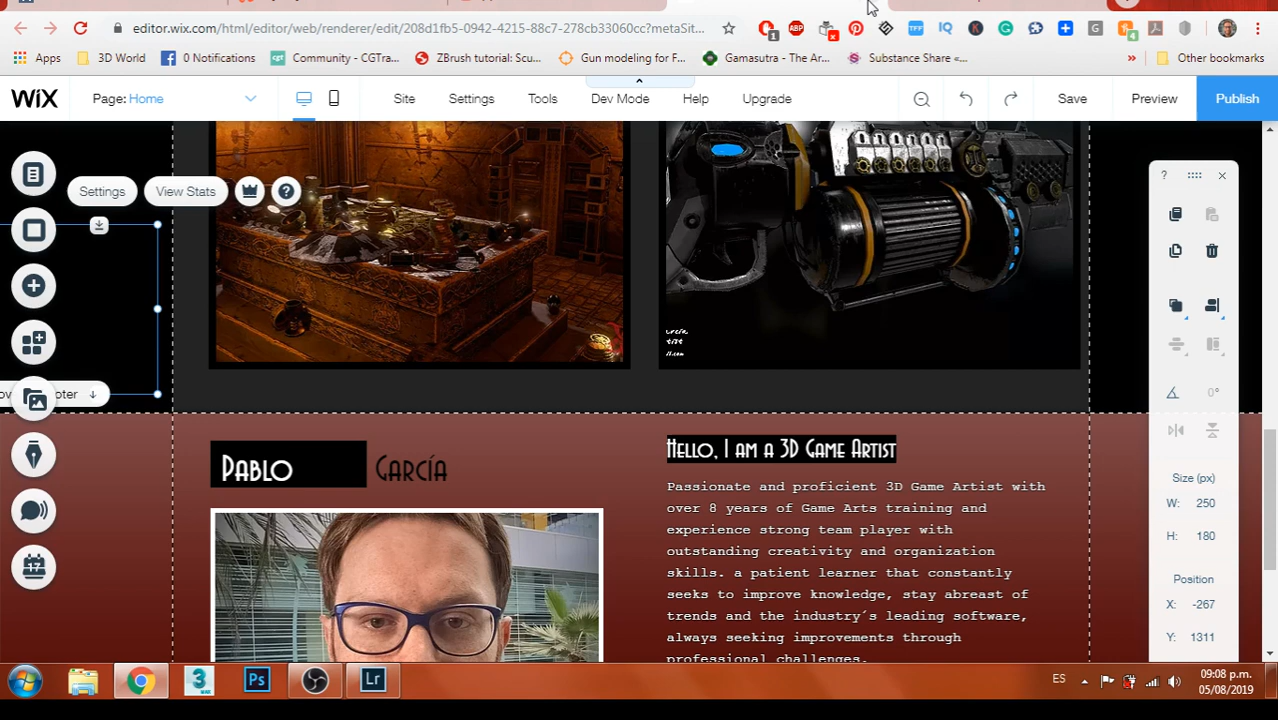 editor.wix.com/html/editor/web/renderer/edit/208d1fb5-0942-4215-88c7-278cb33060cc?metaSit...
Apps
3D World
0 Notifications
Community - CGTra...
ZBrush tutorial: Scu...
Gun modeling for F...
Gamasutra - The Ar...
Substance Share «...
»
Other bookmarks
WiX
Page: Home
Site
Settings
Tools
Dev Mode
Help
Upgrade
Save
Preview
Publish
Settings
View Stats
?
?
17
Pablo García
Hello, I am a 3D Game Artist
Passionate and proficient 3D Game Artist with
over 8 years of Game Arts training and
experience strong team player with
outstanding creativity and organization
skills. a patient learner that constantly
seeks to improve knowledge, stay abreast of
trends and the industry´s leading software,
always seeking improvements through
professional challenges.
0°
Size (px)
W: 250
H: 180
Position
X: -267
Y: 1311
3
Ps
Lr
ES
09:08 p.m.
05/08/2019